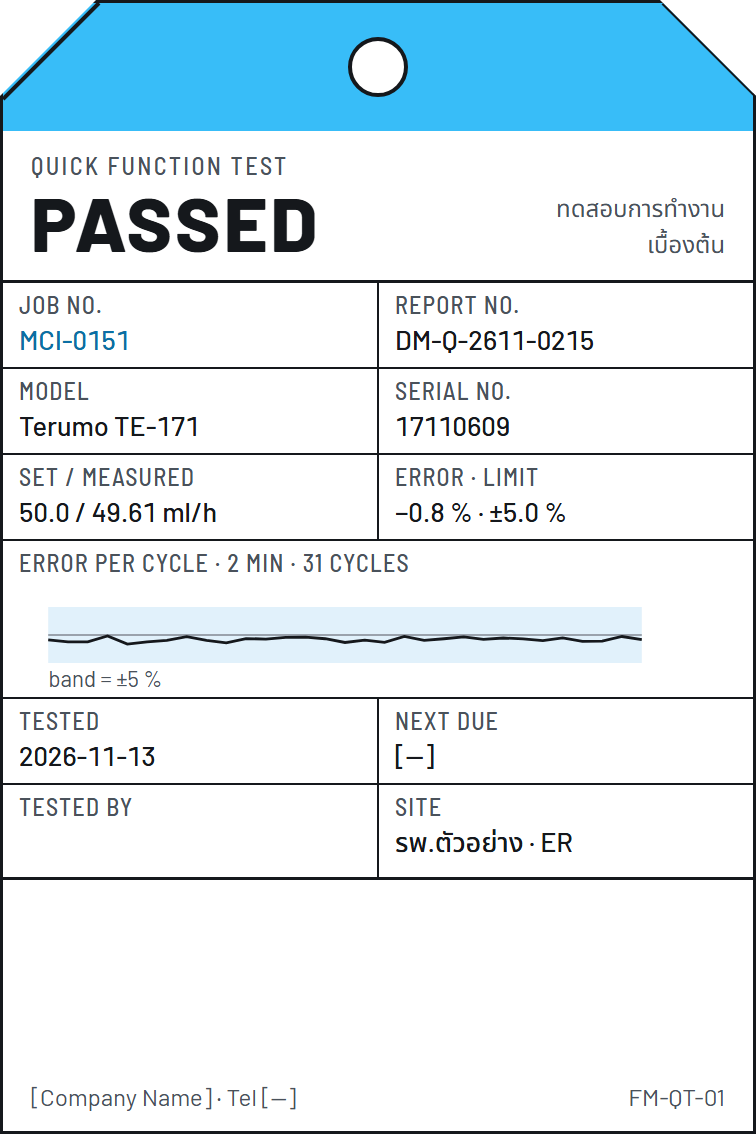 QUICK FUNCTION TEST
PASSED
ทดสอบการทำงาน
เบื้องต้น
JOB NO.
MCI-0151
REPORT NO.
DM-Q-2611-0215
MODEL
Terumo TE-171
SERIAL NO.
17110609
SET / MEASURED
50.0 / 49.61 ml/h
ERROR · LIMIT
−0.8 % · ±5.0 %
ERROR PER CYCLE · 2 MIN · 31 CYCLES
band = ±5 %
TESTED
2026-11-13
NEXT DUE
[—]
TESTED BY
SITE
รพ.ตัวอย่าง · ER
[Company Name] · Tel [—]
FM-QT-01